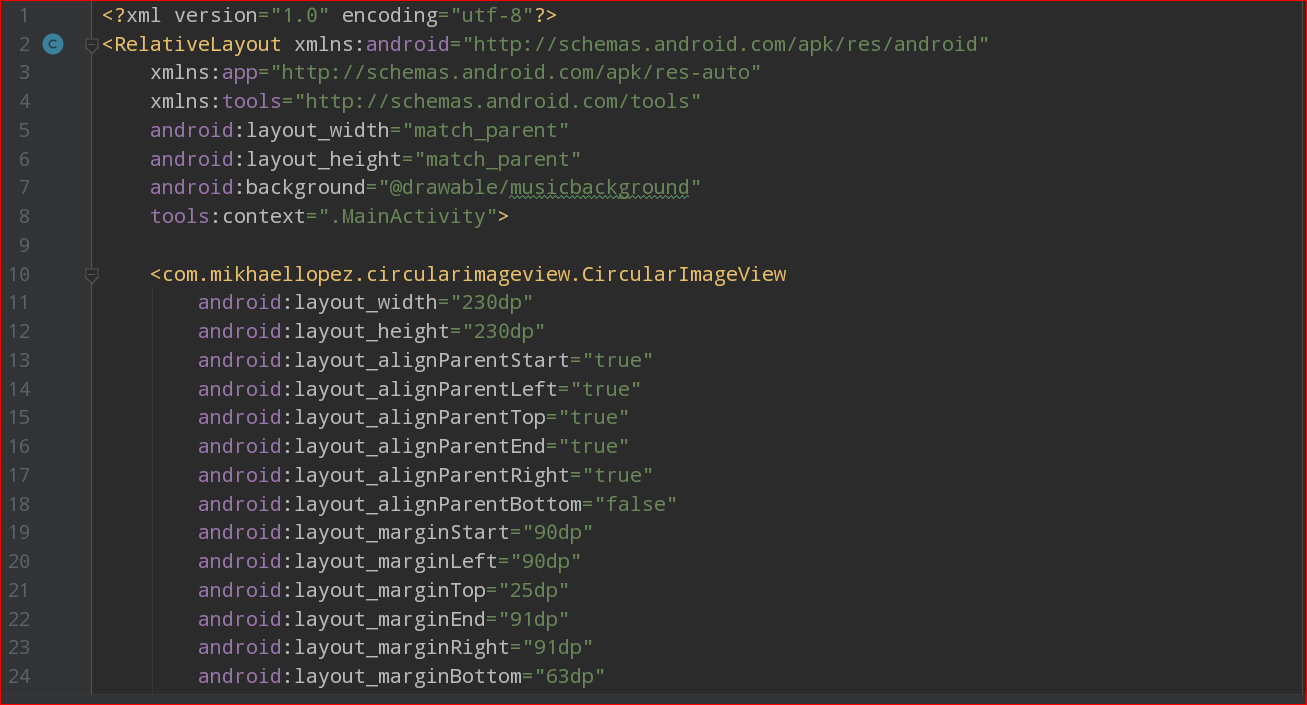 1 <?xml version="1.0" encoding="utf-8"?>
2 C <RelativeLayout xmlns:android="http://schemas.android.com/apk/res/android"
3 xmlns:app="http://schemas.android.com/apk/res-auto"
4 xmlns:tools="http://schemas.android.com/tools"
5 android:layout_width="match_parent"
6 android:layout_height="match_parent"
7 android:background="@drawable/musicbackground"
8 tools:context=".MainActivity">
9
10 <com.mikhaellopez.circularimageview.CircularImageView
11 android:layout_width="230dp"
12 android:layout_height="230dp"
13 android:layout_alignParentStart="true"
14 android:layout_alignParentLeft="true"
15 android:layout_alignParentTop="true"
16 android:layout_alignParentEnd="true"
17 android:layout_alignParentRight="true"
18 android:layout_alignParentBottom="false"
19 android:layout_marginStart="90dp"
20 android:layout_marginLeft="90dp"
21 android:layout_marginTop="25dp"
22 android:layout_marginEnd="91dp"
23 android:layout_marginRight="91dp"
24 android:layout_marginBottom="63dp"